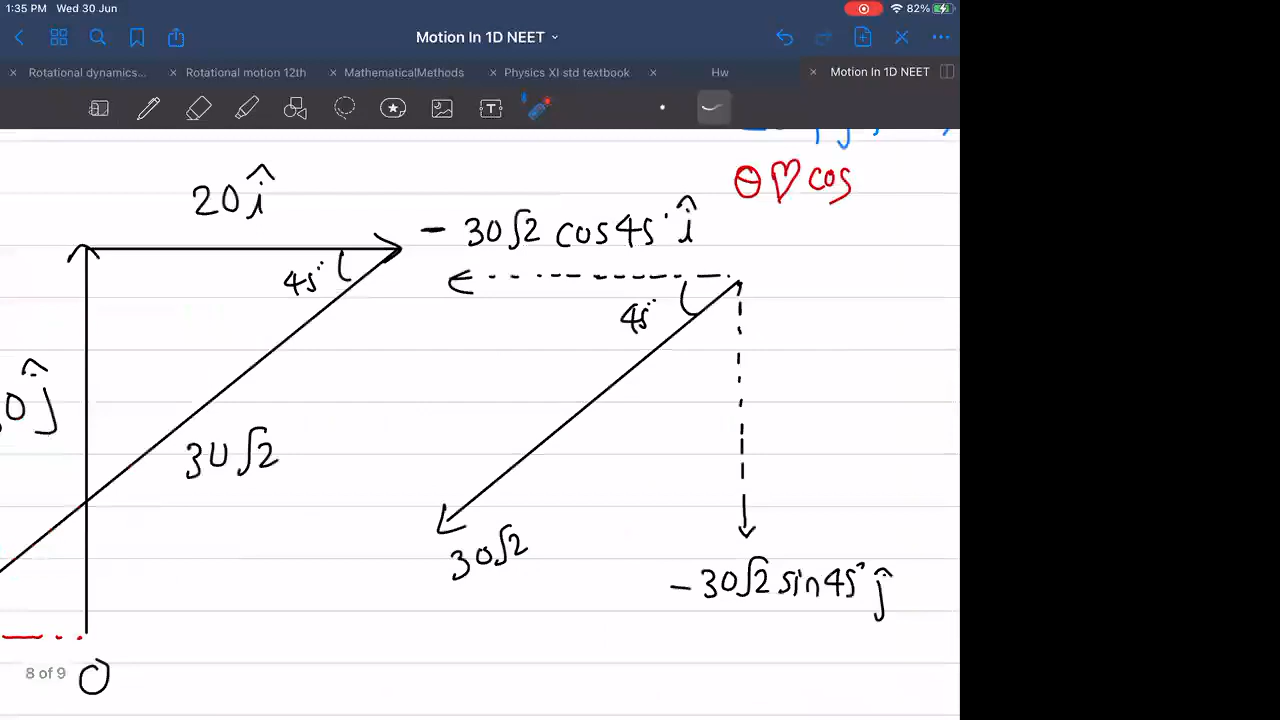 1:35 PM Wed 30 Jun
82%
Motion In 1D NEET
Rotational dynamics...
Rotational motion 12th
MathematicalMethods
Physics XI std textbook
Hw
Motion In 1D NEET
θ♡cos
20î
- 30√2 cos45° î
45°
45°
0ĵ
30√2
30√2
-30√2 sin45° ĵ
8 of 9
O